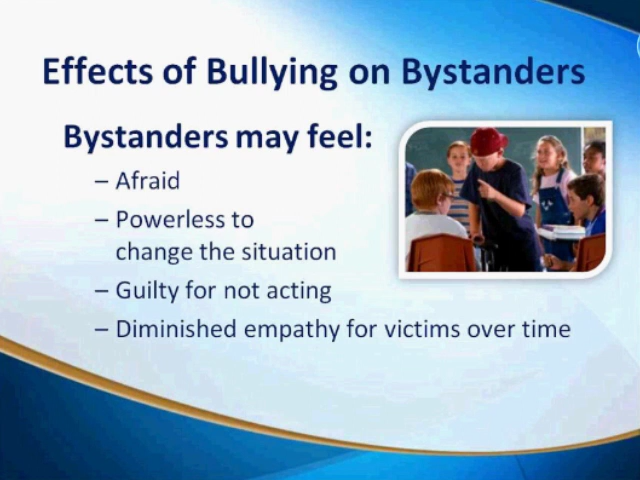 Effects of Bullying on Bystanders
Bystanders may feel:
– Afraid
– Powerless to
change the situation
– Guilty for not acting
– Diminished empathy for victims over time